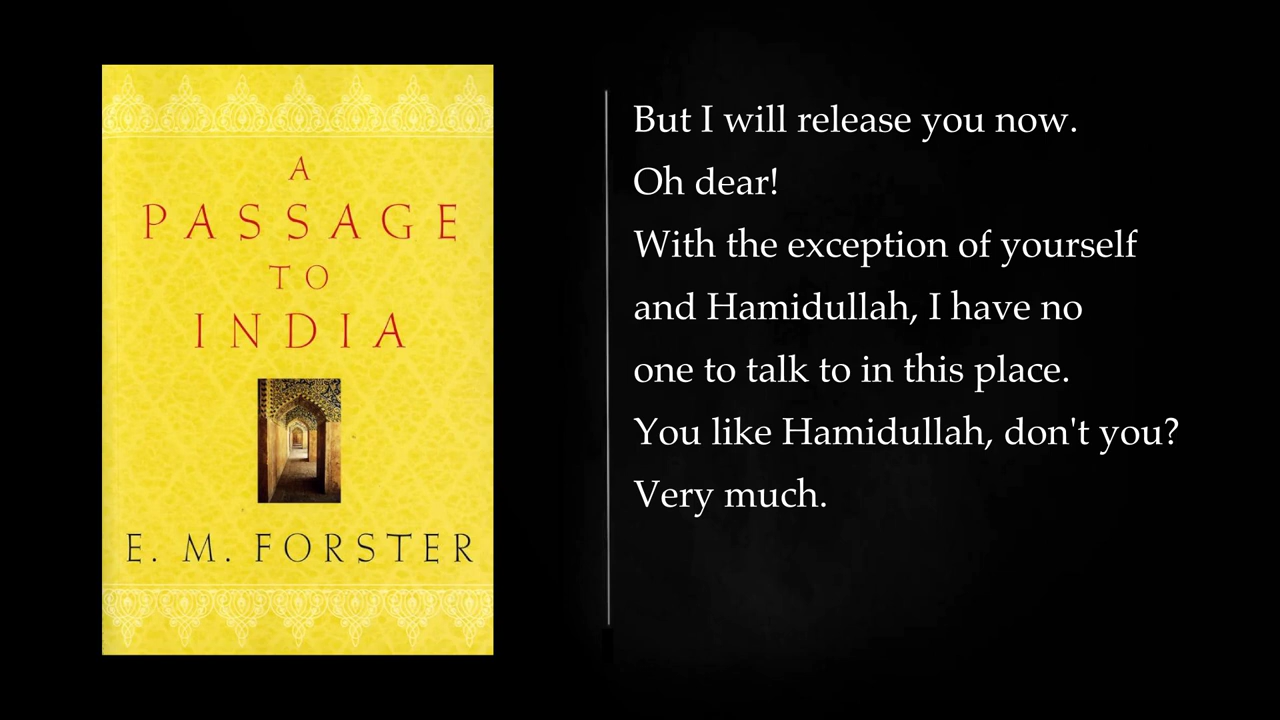 A
PASSAGE
TO
INDIA
E. M. FORSTER
But I will release you now.
Oh dear!
With the exception of yourself
and Hamidullah, I have no
one to talk to in this place.
You like Hamidullah, don't you?
Very much.